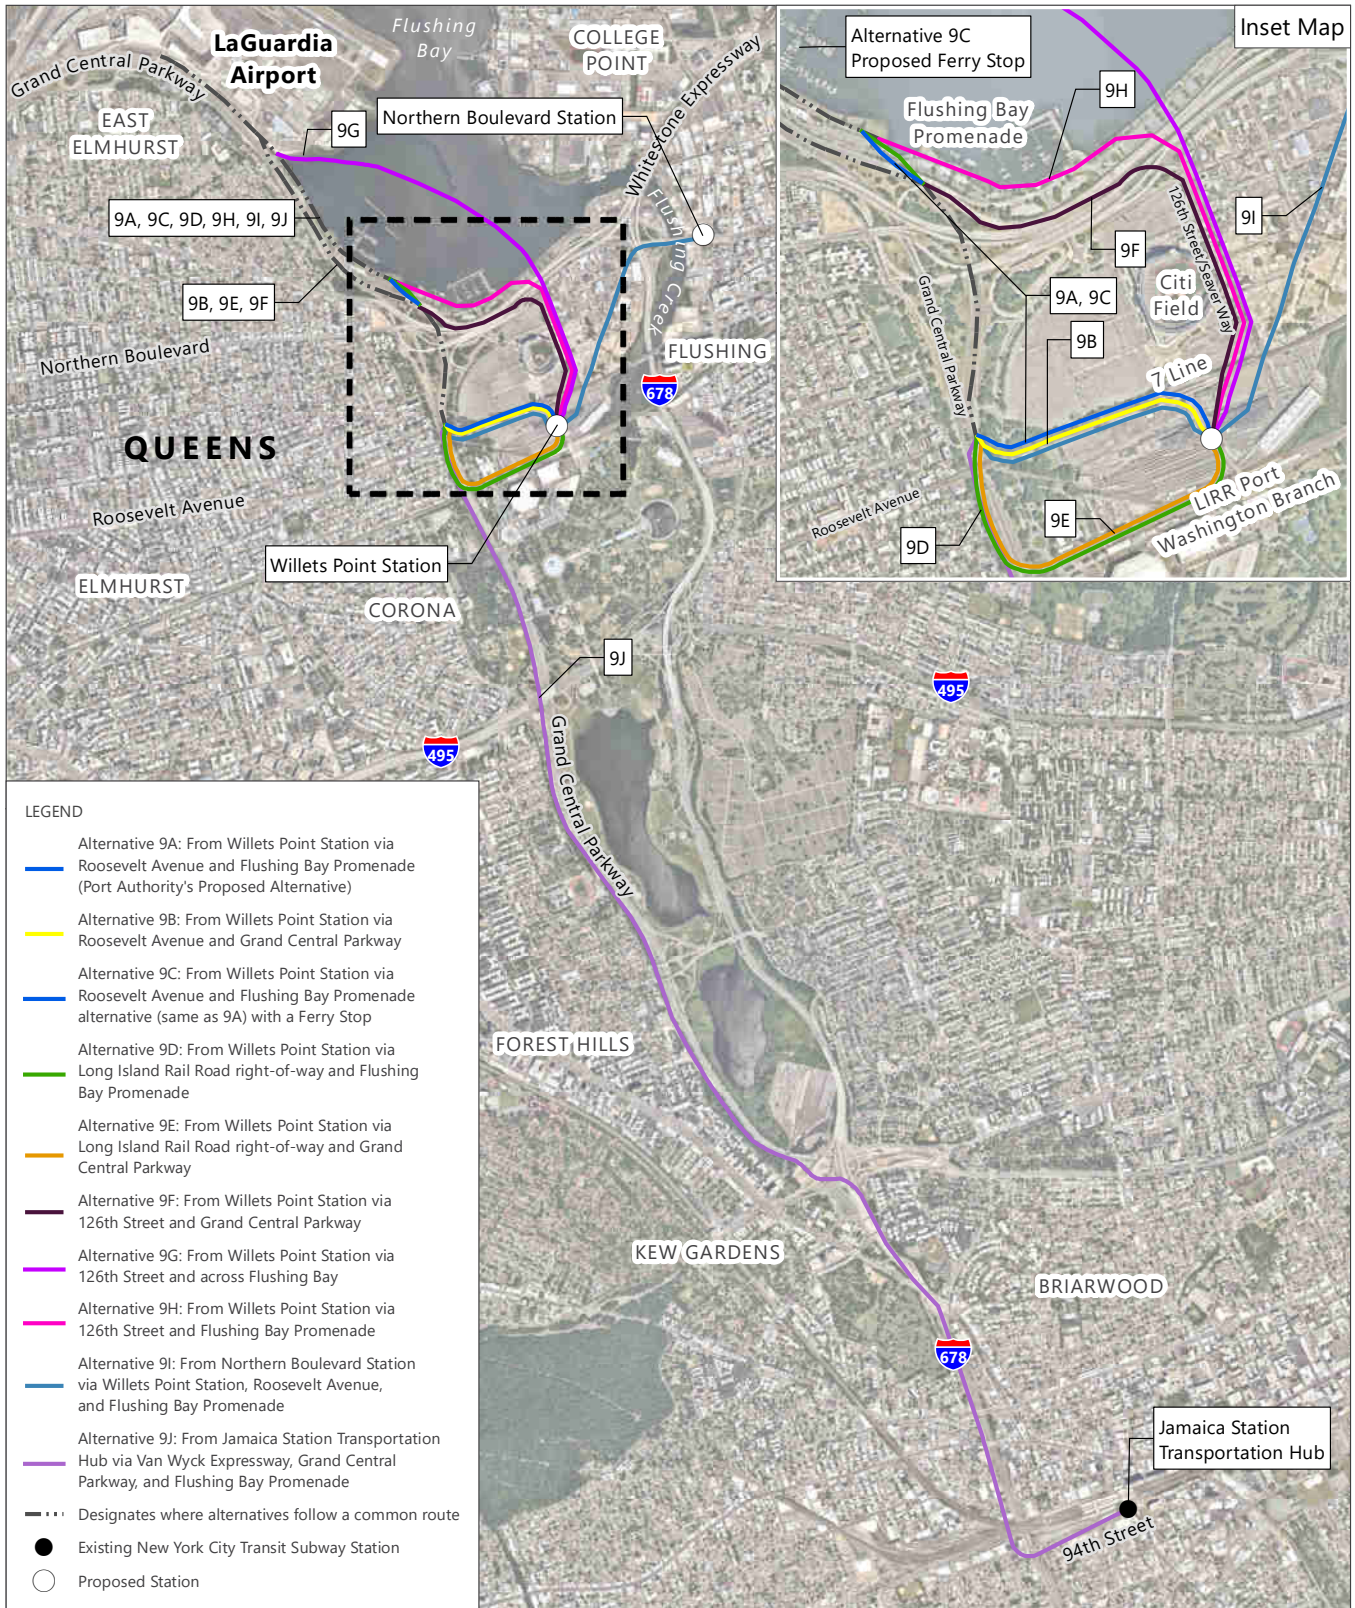 Flushing
Bay
LaGuardia
Airport
COLLEGE
POINT
Grand Central Parkway
EAST
ELMHURST
9G
Northern Boulevard Station
Whitestone Expressway
9A, 9C, 9D, 9H, 9I, 9J
9B, 9E, 9F
Flushing Creek
Northern Boulevard
FLUSHING
678
QUEENS
Roosevelt Avenue
Willets Point Station
ELMHURST
CORONA
9J
495
495
Grand Central Parkway
FOREST HILLS
KEW GARDENS
BRIARWOOD
678
Jamaica Station
Transportation Hub
94th Street
Inset Map
Alternative 9C
Proposed Ferry Stop
9H
Flushing Bay
Promenade
9I
126th Street/Seaver Way
9F
Citi
Field
Grand Central Parkway
9A, 9C
9B
7 Line
Roosevelt Avenue
9D
9E
LIRR Port
Washington Branch
LEGEND
Alternative 9A: From Willets Point Station via
Roosevelt Avenue and Flushing Bay Promenade
(Port Authority's Proposed Alternative)
Alternative 9B: From Willets Point Station via
Roosevelt Avenue and Grand Central Parkway
Alternative 9C: From Willets Point Station via
Roosevelt Avenue and Flushing Bay Promenade
alternative (same as 9A) with a Ferry Stop
Alternative 9D: From Willets Point Station via
Long Island Rail Road right-of-way and Flushing
Bay Promenade
Alternative 9E: From Willets Point Station via
Long Island Rail Road right-of-way and Grand
Central Parkway
Alternative 9F: From Willets Point Station via
126th Street and Grand Central Parkway
Alternative 9G: From Willets Point Station via
126th Street and across Flushing Bay
Alternative 9H: From Willets Point Station via
126th Street and Flushing Bay Promenade
Alternative 9I: From Northern Boulevard Station
via Willets Point Station, Roosevelt Avenue,
and Flushing Bay Promenade
Alternative 9J: From Jamaica Station Transportation
Hub via Van Wyck Expressway, Grand Central
Parkway, and Flushing Bay Promenade
Designates where alternatives follow a common route
Existing New York City Transit Subway Station
Proposed Station